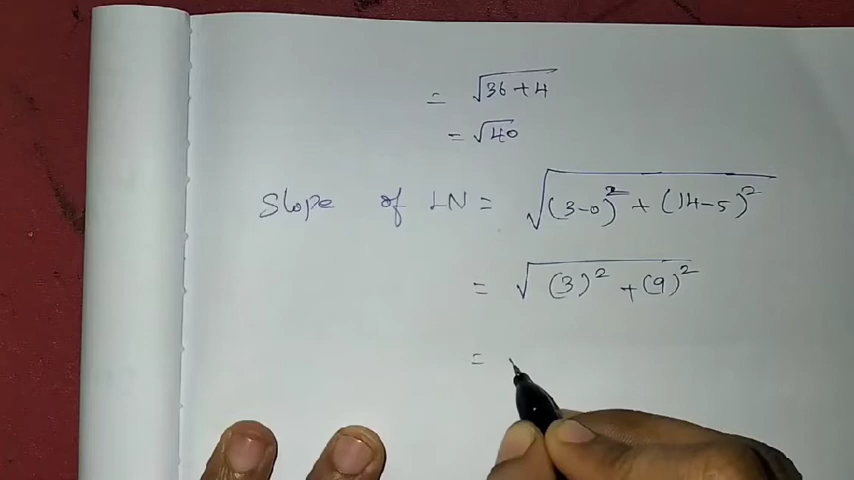 = √36+4
= √40
Slope of LN = √(3-0)² + (14-5)²
= √(3)² + (9)²
=